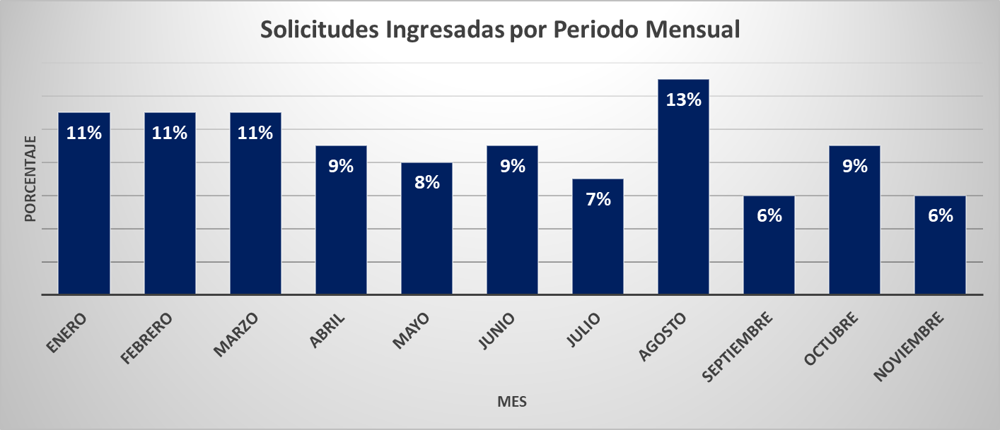 Solicitudes Ingresadas por Periodo Mensual
PORCENTAJE
11%
11%
11%
9%
8%
9%
7%
13%
6%
9%
6%
ENERO
FEBRERO
MARZO
ABRIL
MAYO
JUNIO
JULIO
AGOSTO
SEPTIEMBRE
OCTUBRE
NOVIEMBRE
MES